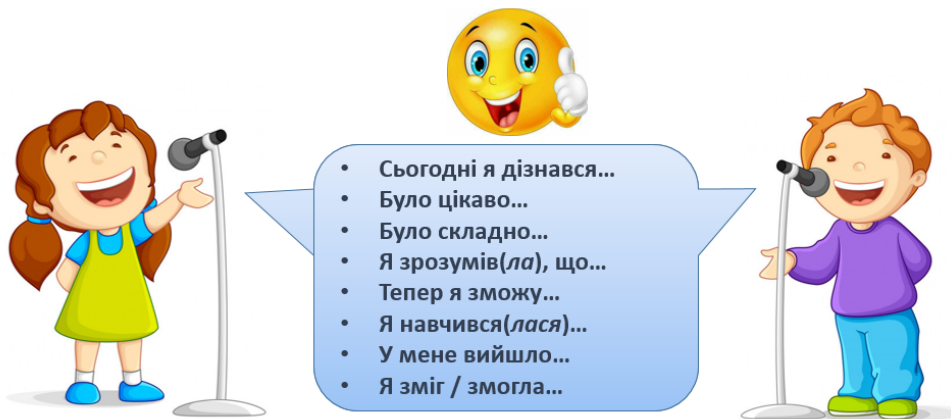 • Сьогодні я дізнався...
• Було цікаво...
• Було складно...
• Я зрозумів(ла), що...
• Тепер я зможу...
• Я навчився(лася)...
• У мене вийшло...
• Я зміг / змогла...